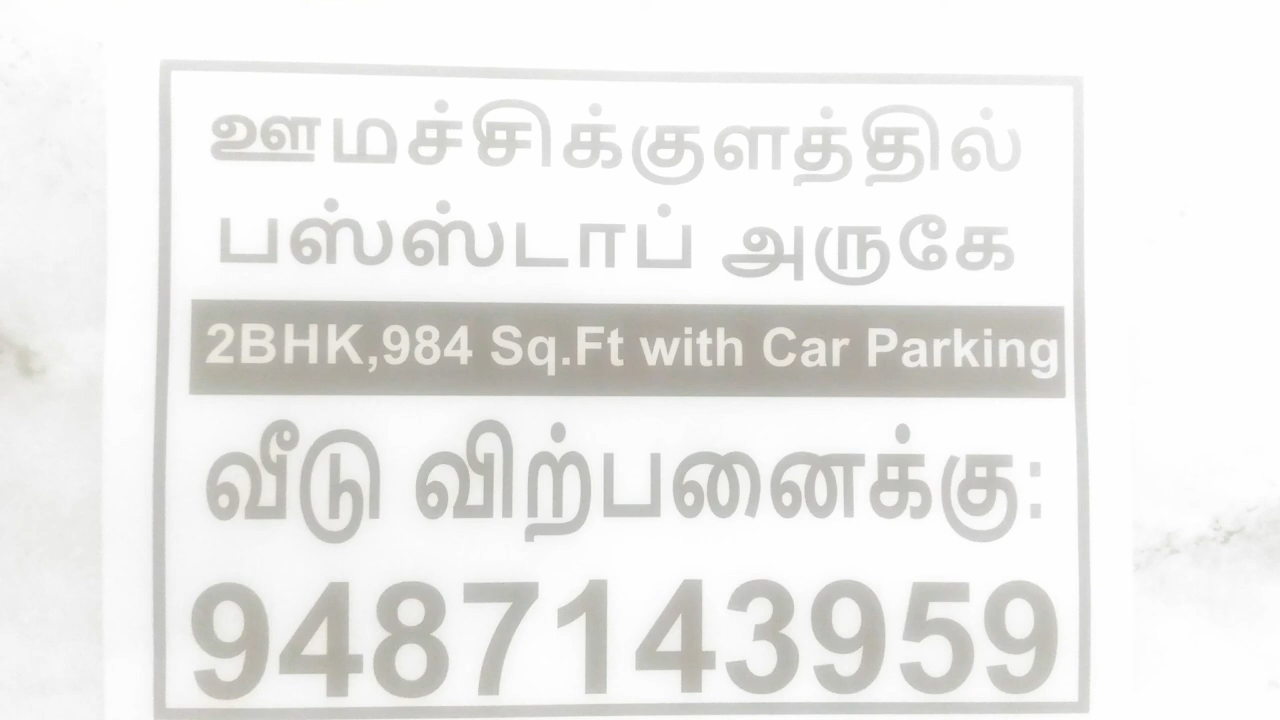 ஊமச்சிக்குளத்தில்
பஸ்ஸ்டாப் அருகே
2BHK,984 Sq.Ft with Car Parking
வீடு விற்பனைக்கு:
9487143959